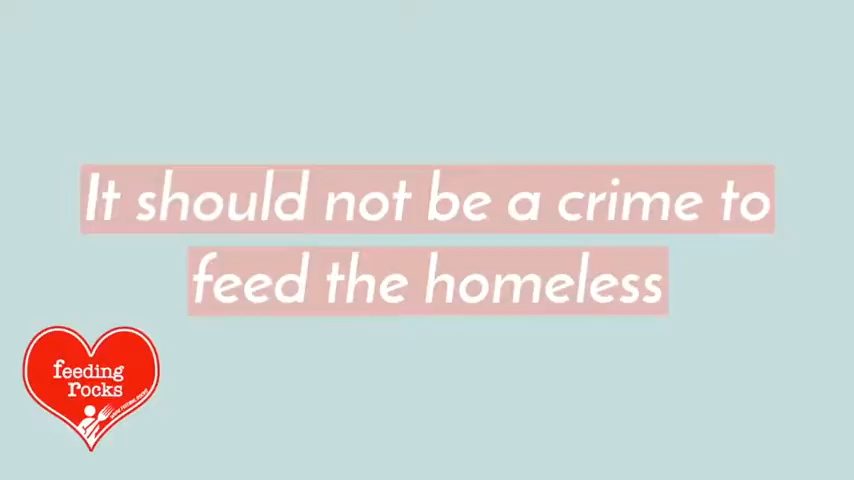 It should not be a crime to
feed the homeless
feeding
rocks